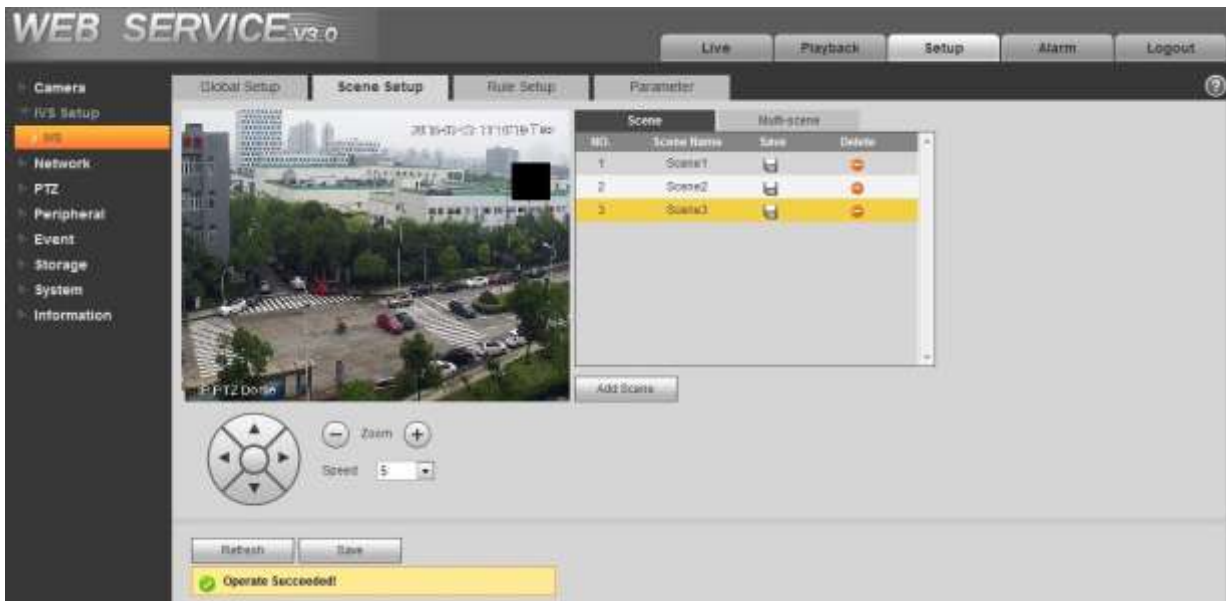 WEB SERVICE V3.0
Live Playback Setup Alarm Logout
Camera
IVS Setup
IVS
Network
PTZ
Peripheral
Event
Storage
System
Information
Global Setup Scene Setup Rule Setup Parameter
IP PTZ Dome
Scene Multi-scene
NO. Scene Name Save Delete
1 Scene1
2 Scene2
3 Scene3
Add Scene
Zoom
Speed 5
Refresh Save
Operate Succeeded!